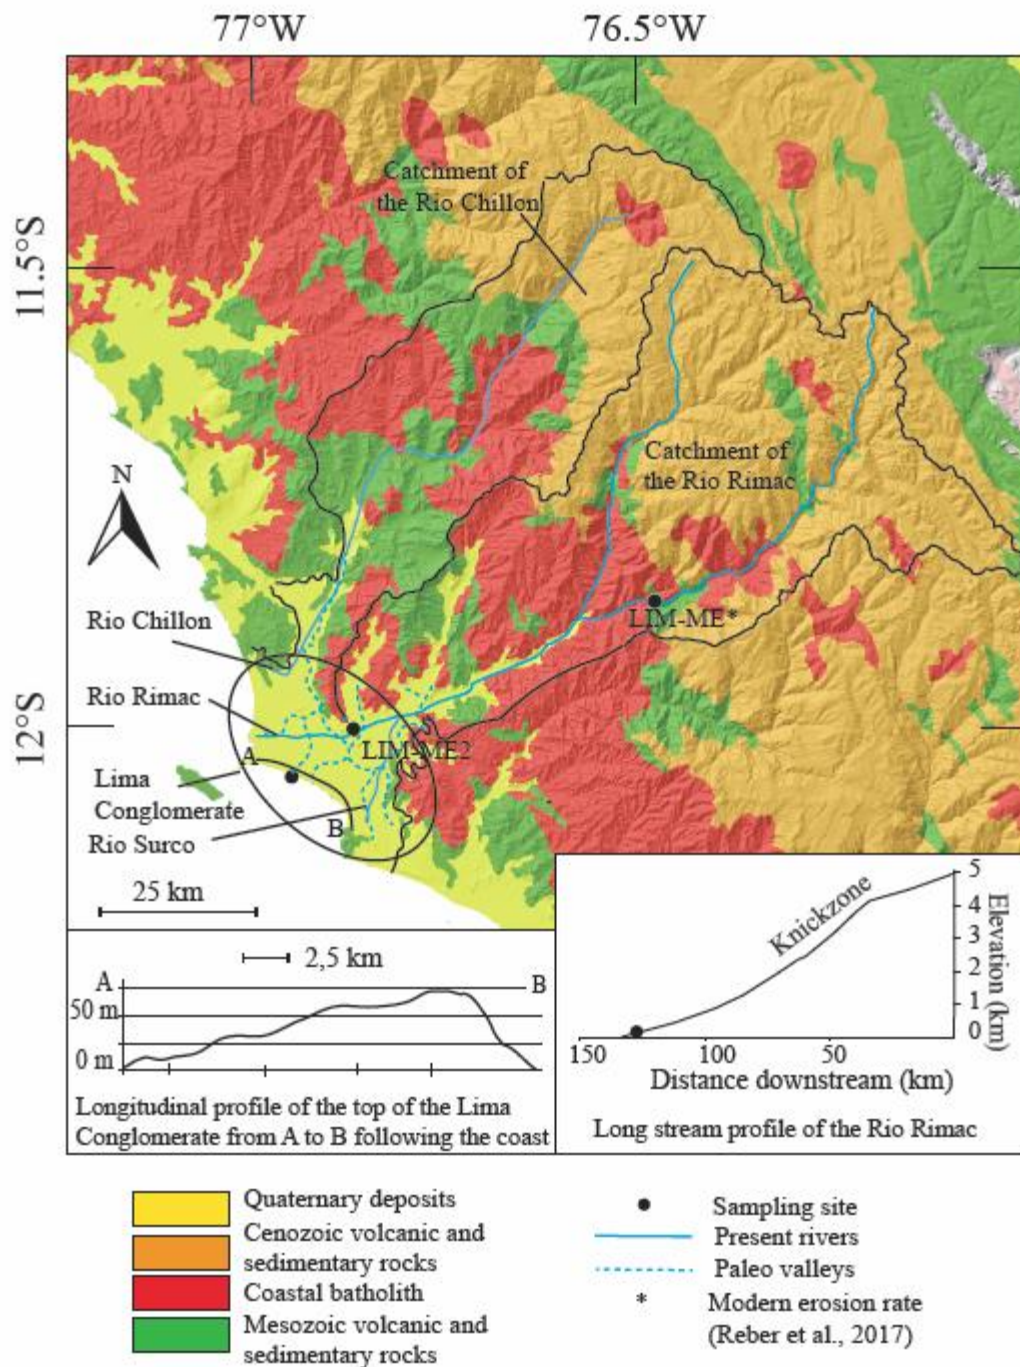 77°W
76.5°W
11.5°S
12°S
Catchment of
the Rio Chillon
Catchment of
the Rio Rimac
N
Rio Chillon
Rio Rimac
A
Lima
Conglomerate
Rio Surco
B
LIM-ME*
LIM-ME2
25 km
2,5 km
A
B
50 m
0 m
Longitudinal profile of the top of the Lima
Conglomerate from A to B following the coast
Knickzone
5
4
3
2
1
0
Elevation (km)
150
100
50
Distance downstream (km)
Long stream profile of the Rio Rimac
Quaternary deposits
Cenozoic volcanic and
sedimentary rocks
Coastal batholith
Mesozoic volcanic and
sedimentary rocks
Sampling site
Present rivers
Paleo valleys
* Modern erosion rate
(Reber et al., 2017)